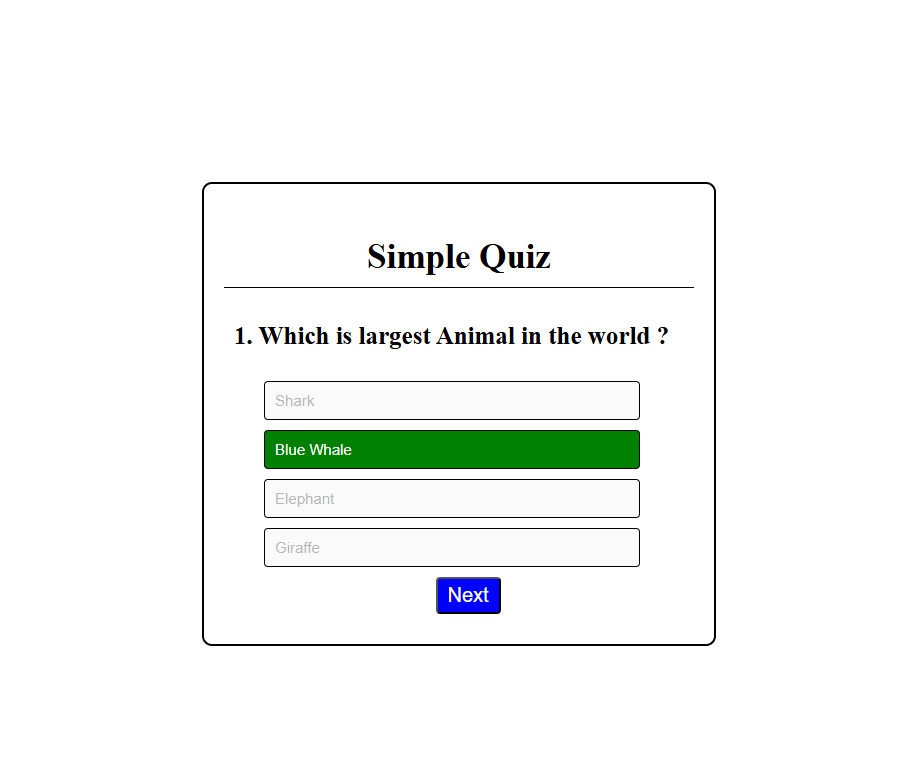 Simple Quiz
1. Which is largest Animal in the world ?
Shark
Blue Whale
Elephant
Giraffe
Next